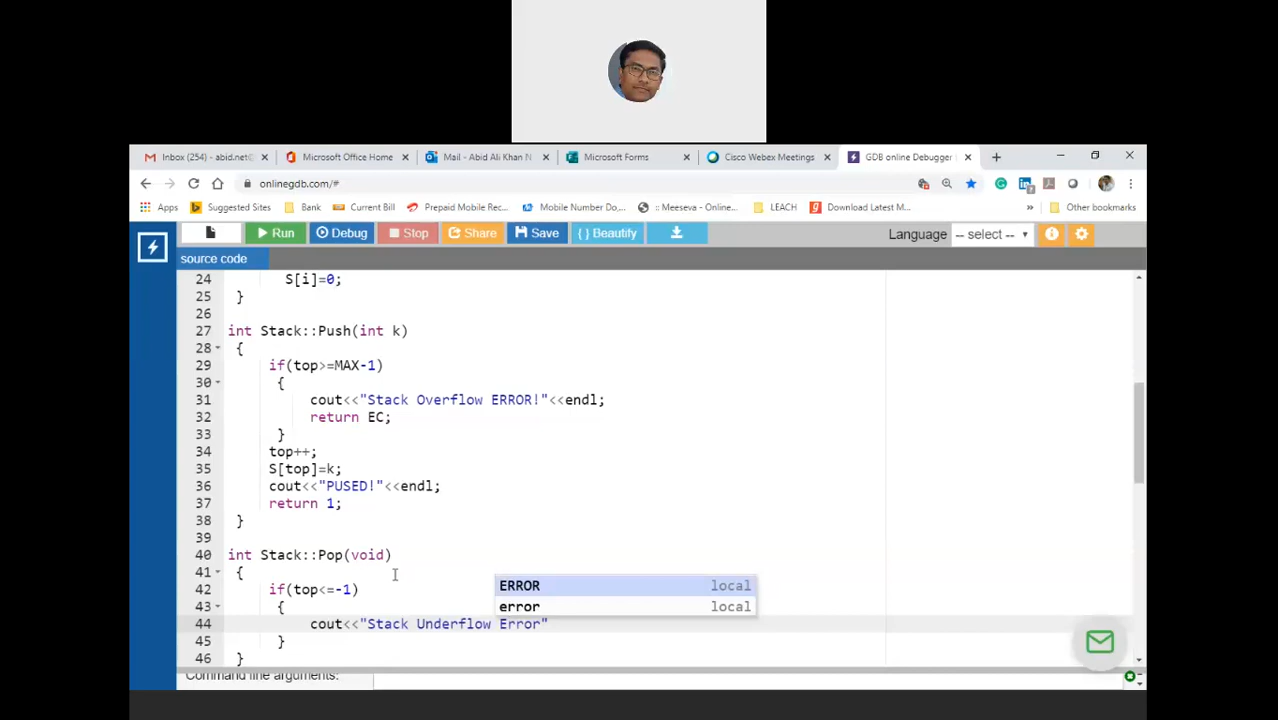 Inbox (254) - abid.net@ Microsoft Office Home Mail - Abid Ali Khan N Microsoft Forms Cisco Webex Meetings GDB online Debugger
onlinegdb.com/#
Apps Suggested Sites Bank Current Bill Prepaid Mobile Rec... Mobile Number Do,... :: Meeseva - Online... LEACH Download Latest M... » Other bookmarks
Run Debug Stop Share Save { } Beautify Language -- select --
source code
24 S[i]=0;
25 }
26
27 int Stack::Push(int k)
28 {
29 if(top>=MAX-1)
30 {
31 cout<<"Stack Overflow ERROR!"<<endl;
32 return EC;
33 }
34 top++;
35 S[top]=k;
36 cout<<"PUSED!"<<endl;
37 return 1;
38 }
39
40 int Stack::Pop(void)
41 {
ERROR local
42 if(top<=-1)
43 {
error local
44 cout<<"Stack Underflow Error"
45 }
46 }
Command line arguments: